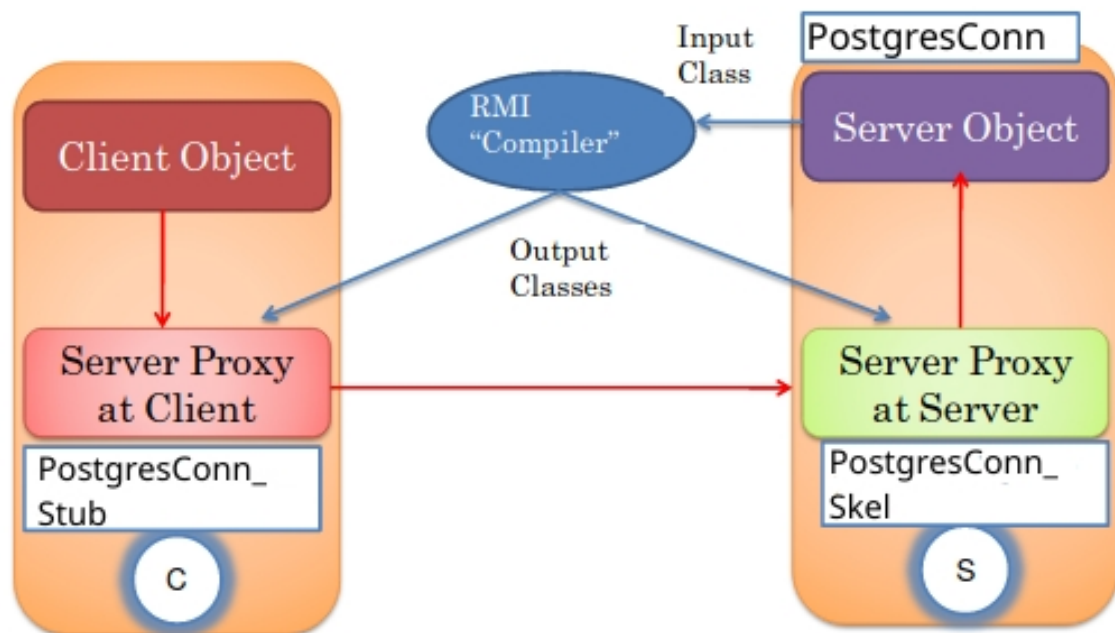 Input
Class
PostgresConn
Client Object
RMI
“Compiler”
Server Object
Output
Classes
Server Proxy
at Client
Server Proxy
at Server
PostgresConn_
Stub
PostgresConn_
Skel
C
S